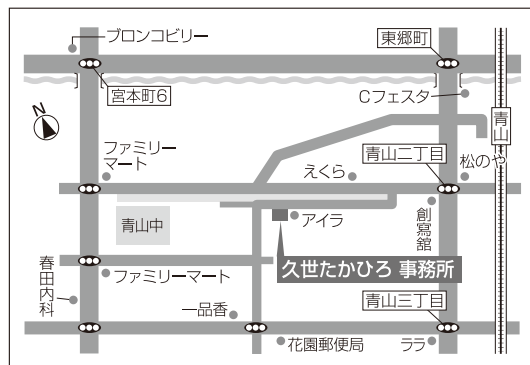 ブロンコビリー
東郷町
宮本町6
Cフェスタ
N
青山
ファミリー
マート
えくら
青山二丁目
松のや
青山中
アイラ
創寫舘
久世たかひろ 事務所
春田内科
ファミリーマート
一品香
青山三丁目
花園郵便局
ララ